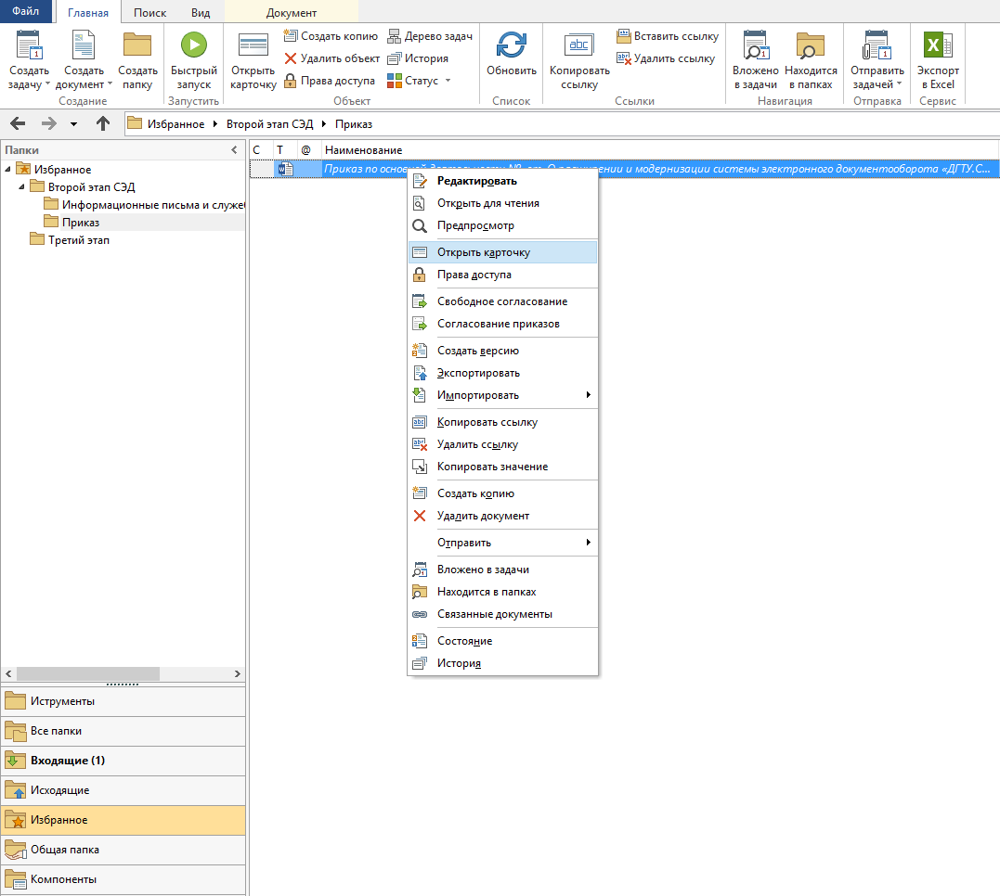 Файл Главная Поиск Вид Документ
Создать задачу
Создать документ
Создать папку
Создание
Быстрый запуск
Запустить
Открыть карточку
Создать копию
Удалить объект
Права доступа
Дерево задач
История
Статус
Объект
Обновить
Список
Копировать ссылку
Вставить ссылку
Удалить ссылку
Ссылки
Вложено в задачи
Находится в папках
Навигация
Отправить задачей
Отправка
Экспорт в Excel
Сервис
Избранное Второй этап СЭД Приказ
Папки
Избранное
Второй этап СЭД
Информационные письма и служе
Приказ
Третий этап
С Т @ Наименование
Приказ по основной деятельности № от О расширении и модернизации системы электронного документооборота «ДГТУ.С...
Редактировать
Открыть для чтения
Предпросмотр
Открыть карточку
Права доступа
Свободное согласование
Согласование приказов
Создать версию
Экспортировать
Импортировать
Копировать ссылку
Удалить ссылку
Копировать значение
Создать копию
Удалить документ
Отправить
Вложено в задачи
Находится в папках
Связанные документы
Состояние
История
Иструменты
Все папки
Входящие (1)
Исходящие
Избранное
Общая папка
Компоненты